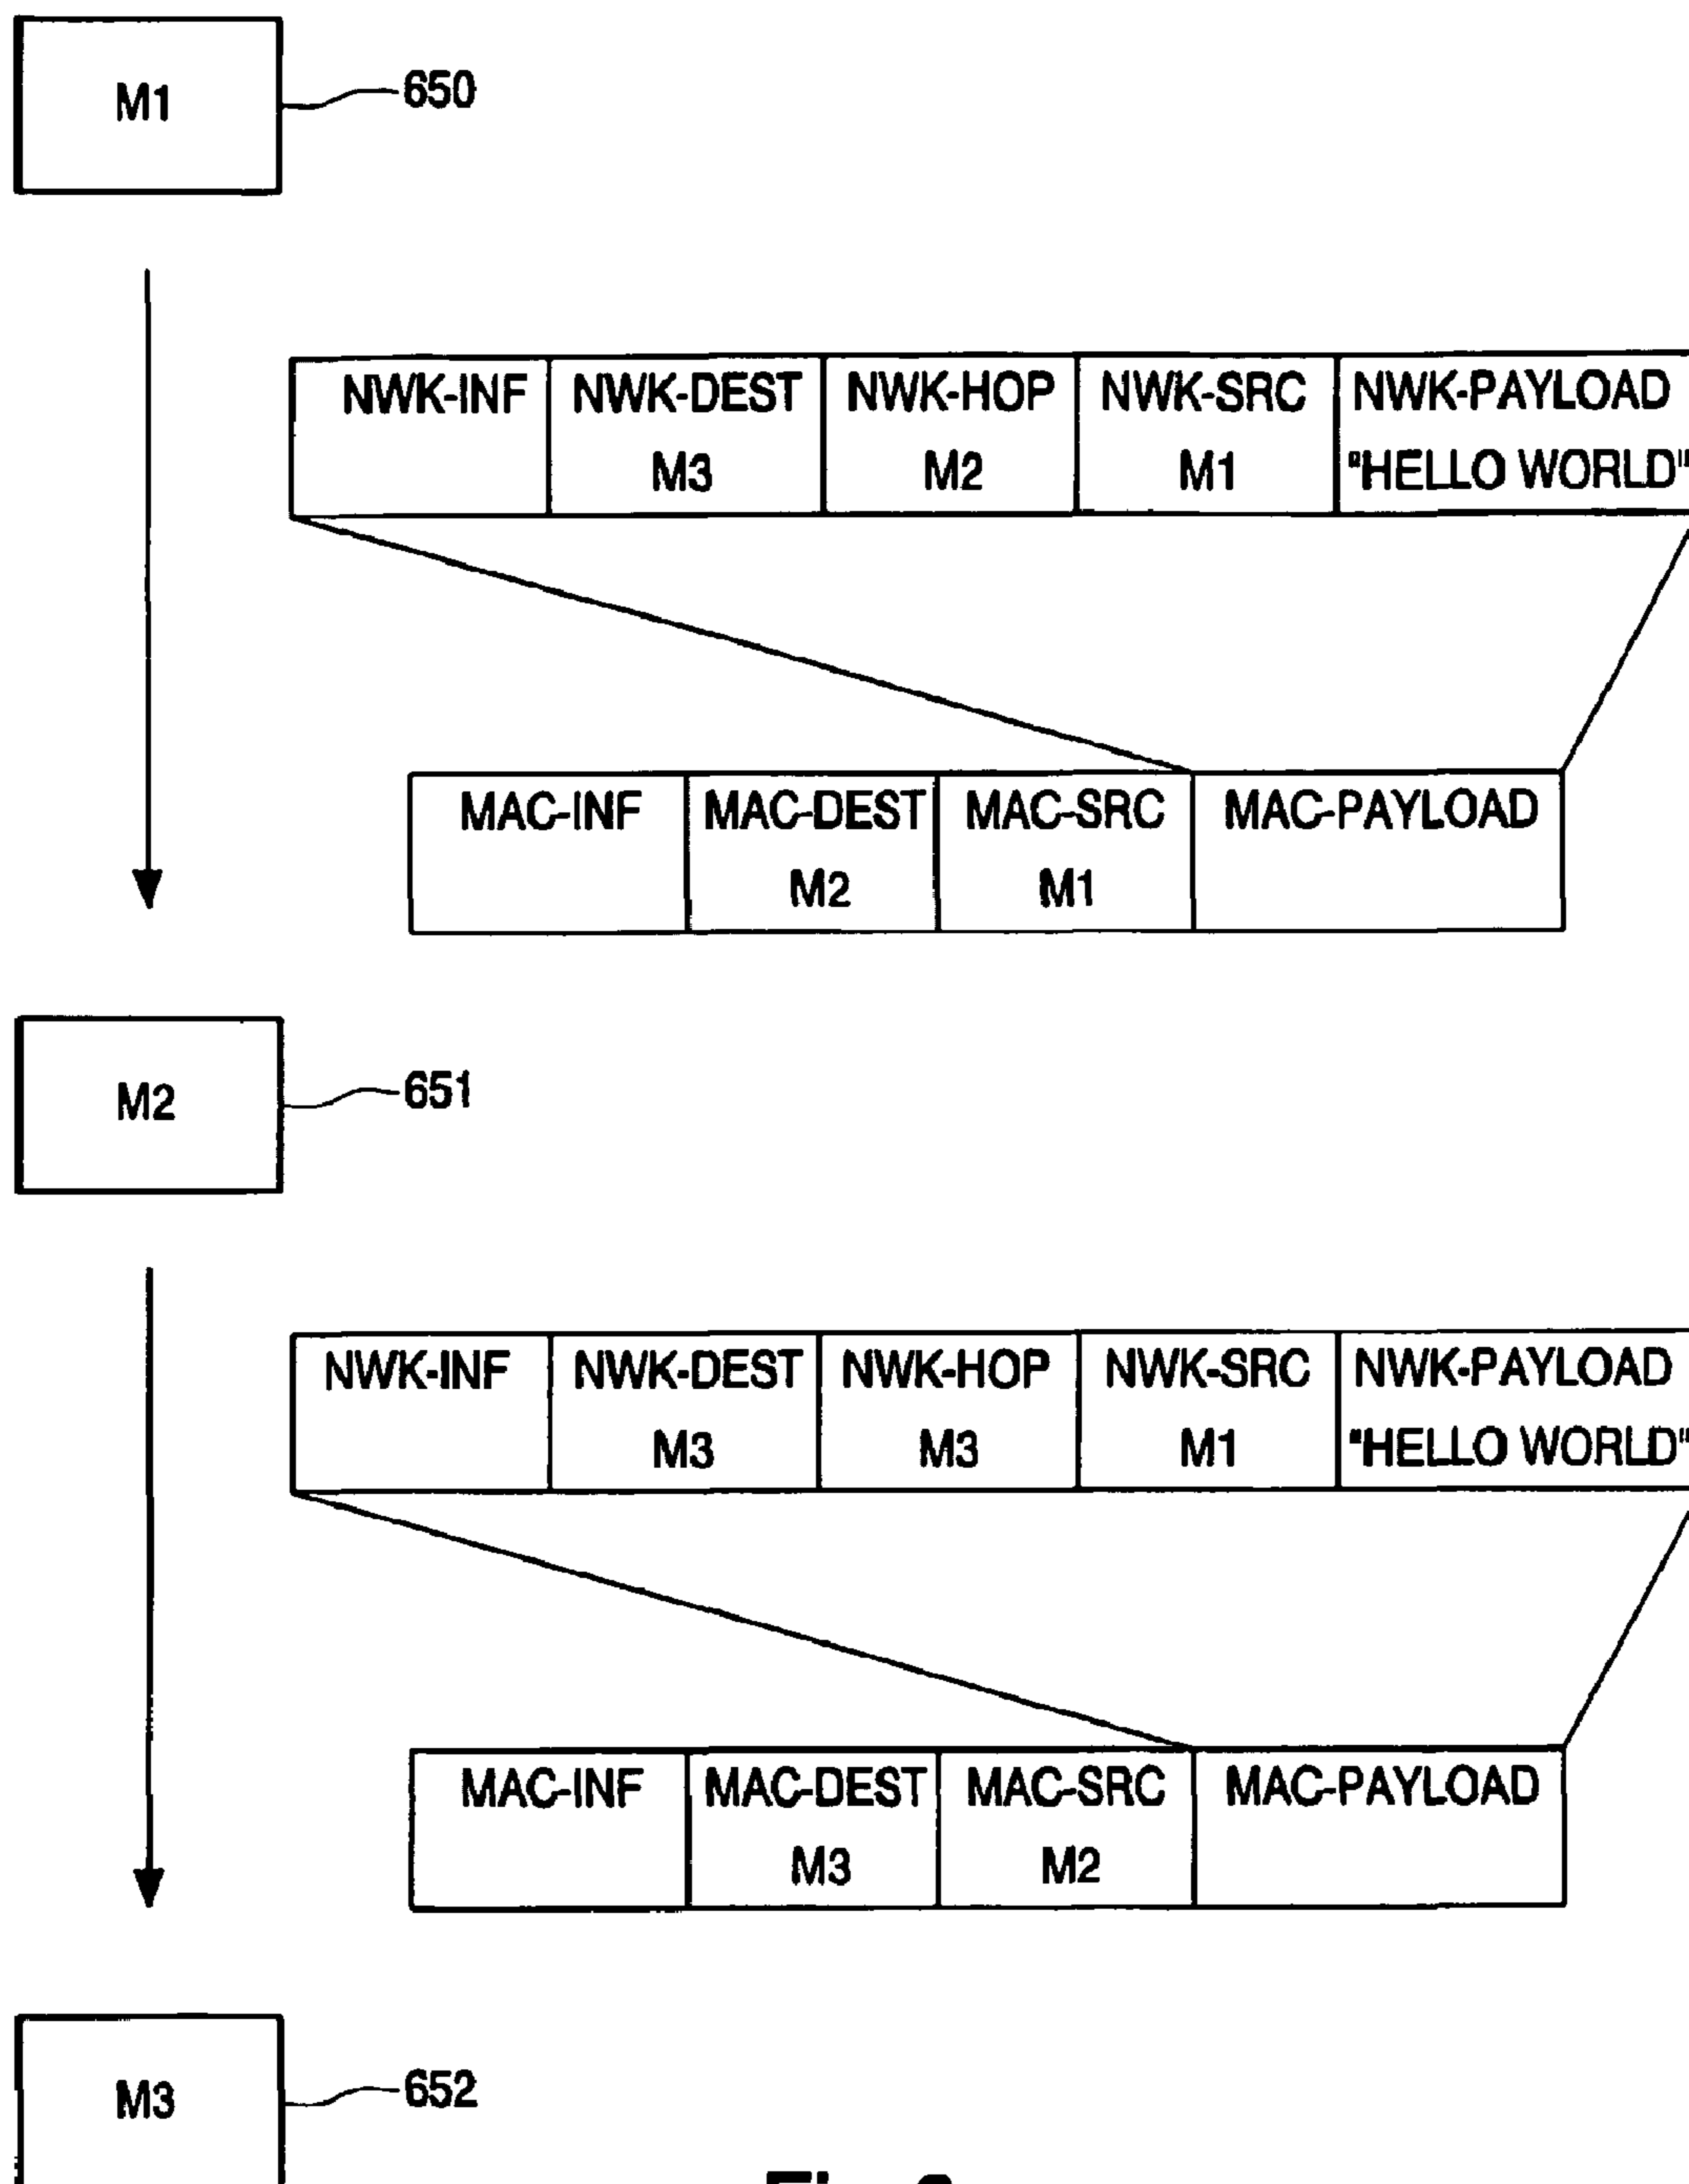 M1
650
NWK-INF NWK-DEST NWK-HOP NWK-SRC NWK-PAYLOAD
M3 M2 M1 "HELLO WORLD"
MAC-INF MAC-DEST MAC-SRC MAC-PAYLOAD
M2 M1
M2
651
NWK-INF NWK-DEST NWK-HOP NWK-SRC NWK-PAYLOAD
M3 M3 M1 "HELLO WORLD"
MAC-INF MAC-DEST MAC-SRC MAC-PAYLOAD
M3 M2
M3
652